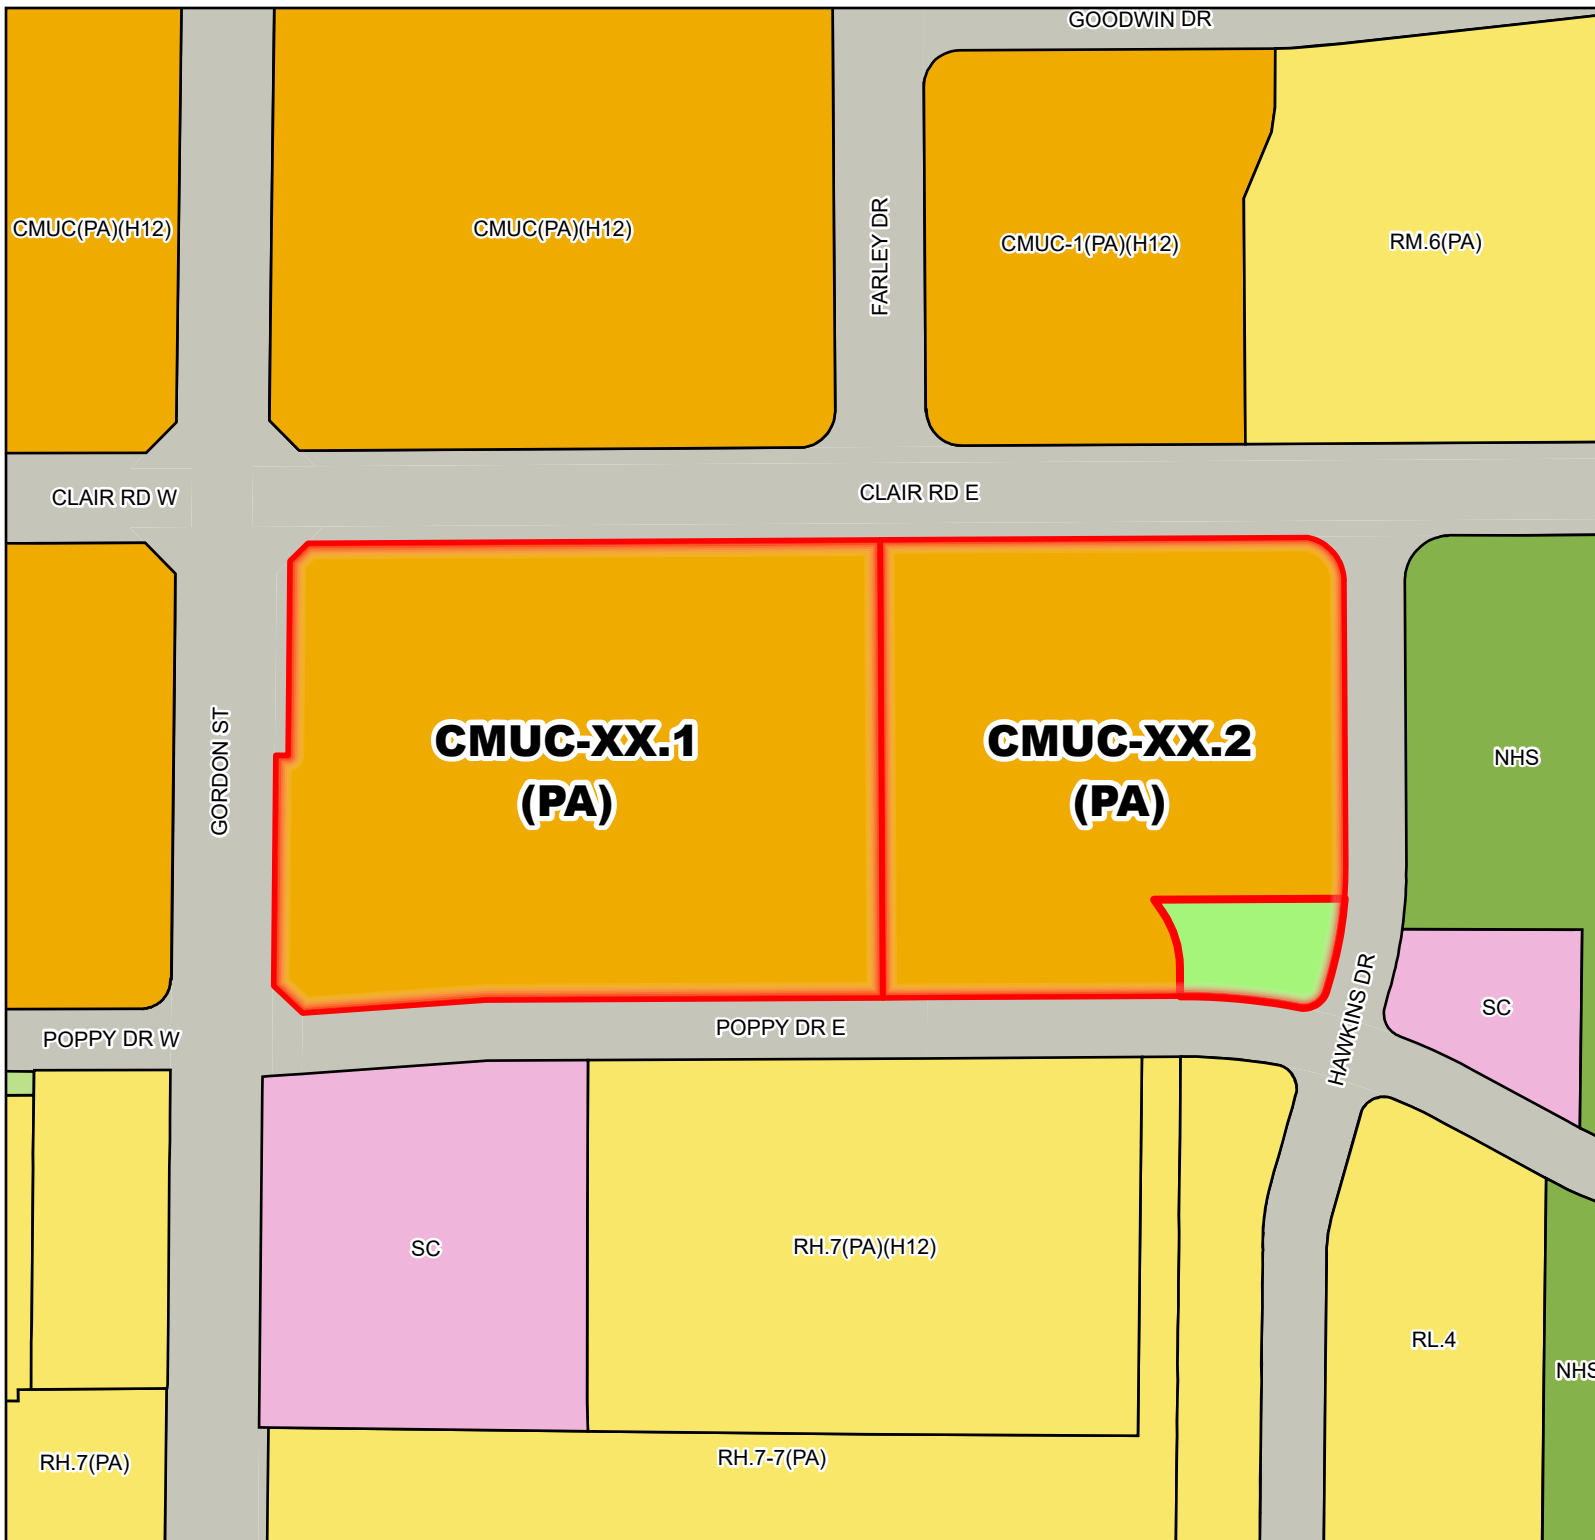 GOODWIN DR
CMUC(PA)(H12)
CMUC(PA)(H12)
FARLEY DR
CMUC-1(PA)(H12)
RM.6(PA)
CLAIR RD W
CLAIR RD E
GORDON ST
CMUC-XX.1
(PA)
CMUC-XX.2
(PA)
NHS
HAWKINS DR
SC
POPPY DR W
POPPY DR E
SC
RH.7(PA)(H12)
RL.4
NHS
RH.7(PA)
RH.7-7(PA)